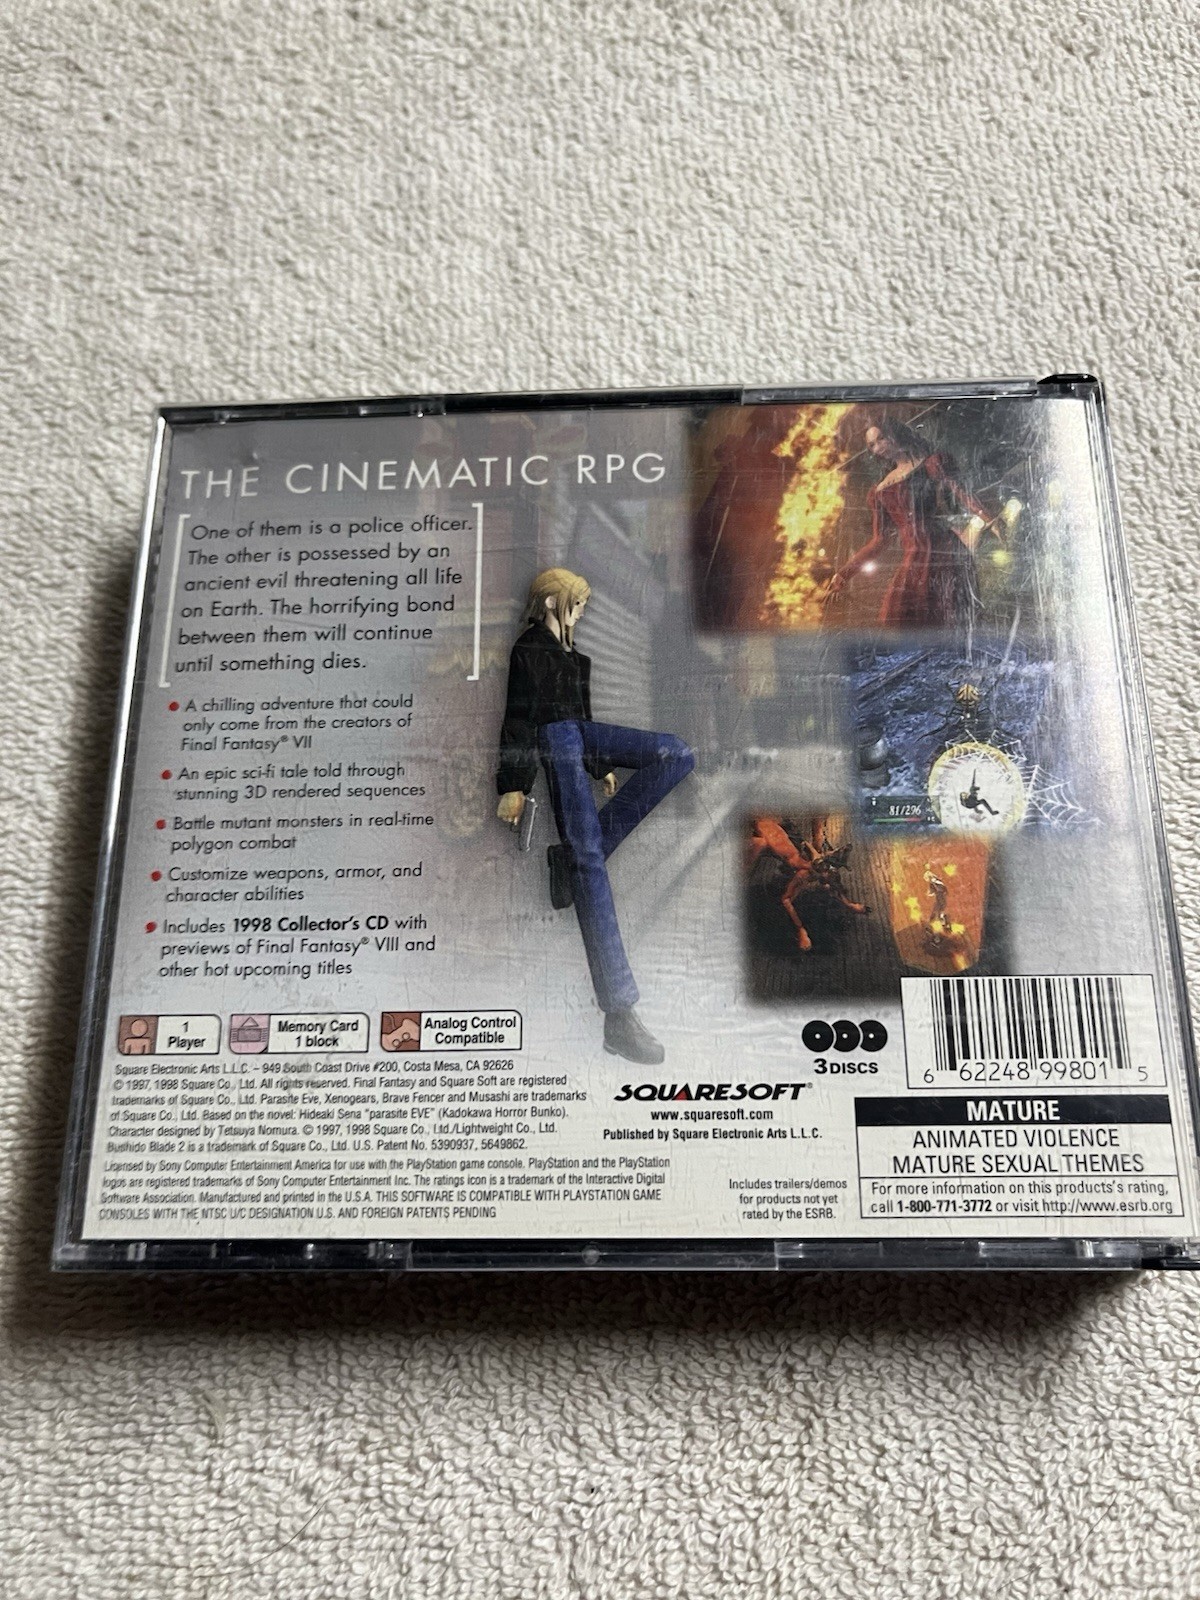 THE CINEMATIC RPG
One of them is a police officer.
The other is possessed by an
ancient evil threatening all life
on Earth. The horrifying bond
between them will continue
until something dies.
• A chilling adventure that could
only come from the creators of
Final Fantasy® VII
• An epic sci-fi tale told through
stunning 3D rendered sequences
• Battle mutant monsters in real-time
polygon combat
• Customize weapons, armor, and
character abilities
• Includes 1998 Collector's CD with
previews of Final Fantasy® VIII and
other hot upcoming titles
81/296
1
Player
Memory Card
1 block
Analog Control
Compatible
Square Electronic Arts L.L.C. – 949 South Coast Drive #200, Costa Mesa, CA 92626
© 1997, 1998 Square Co., Ltd. All rights reserved. Final Fantasy and Square Soft are registered
trademarks of Square Co., Ltd. Parasite Eve, Xenogears, Brave Fencer and Musashi are trademarks
of Square Co., Ltd. Based on the novel: Hideaki Sena "parasite EVE" (Kadokawa Horror Bunko).
Character designed by Tetsuya Nomura. © 1997, 1998 Square Co., Ltd./Lightweight Co., Ltd.
Bushido Blade 2 is a trademark of Square Co., Ltd. U.S. Patent No. 5390937, 5649862.
Licensed by Sony Computer Entertainment America for use with the PlayStation game console. PlayStation and the PlayStation
logos are registered trademarks of Sony Computer Entertainment Inc. The ratings icon is a trademark of the Interactive Digital
Software Association. Manufactured and printed in the U.S.A. THIS SOFTWARE IS COMPATIBLE WITH PLAYSTATION GAME
CONSOLES WITH THE NTSC U/C DESIGNATION U.S. AND FOREIGN PATENTS PENDING
3 DISCS
SQUARESOFT®
www.squaresoft.com
Published by Square Electronic Arts L.L.C.
Includes trailers/demos
for products not yet
rated by the ESRB.
6 62248 99801 5
MATURE
ANIMATED VIOLENCE
MATURE SEXUAL THEMES
For more information on this products's rating,
call 1-800-771-3772 or visit http://www.esrb.org